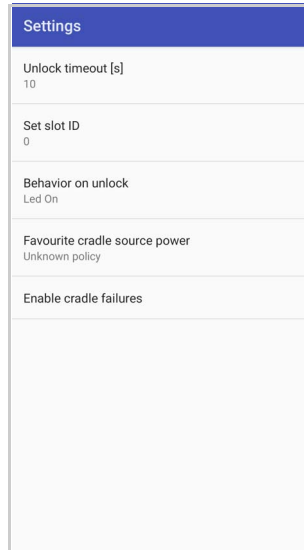 Settings
Unlock timeout [s]
10
Set slot ID
0
Behavior on unlock
Led On
Favourite cradle source power
Unknown policy
Enable cradle failures